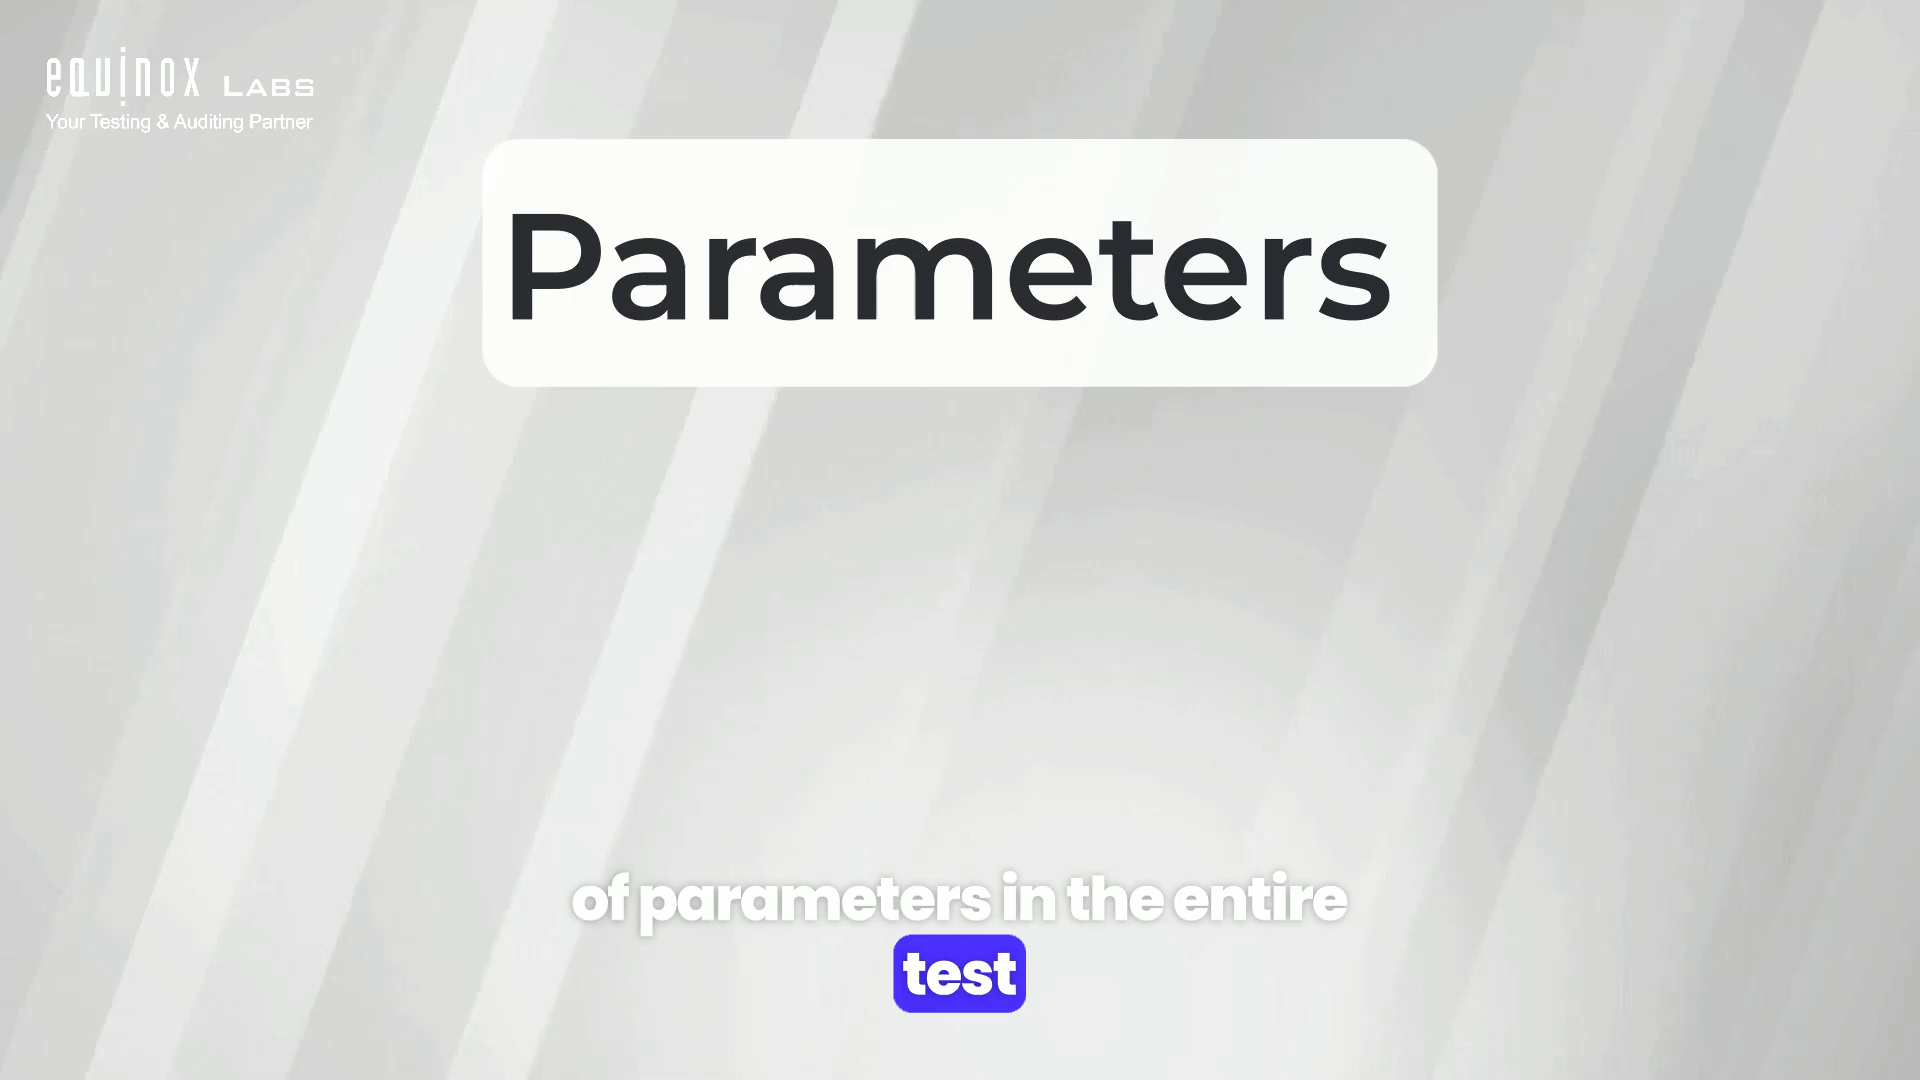 equinox LABS
Your Testing & Auditing Partner
Parameters
of parameters in the entire
test